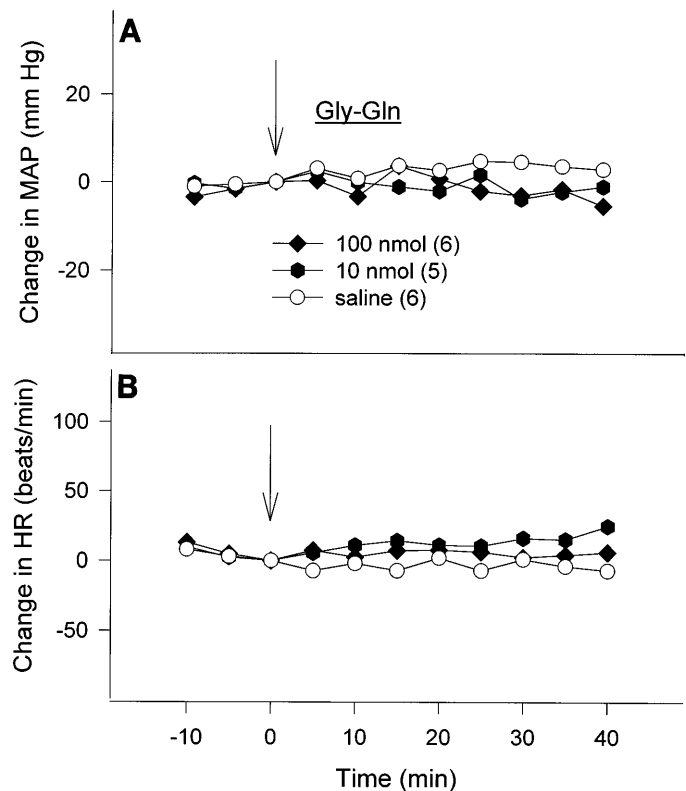 A
Change in MAP (mm Hg)
20
0
-20
Gly-Gln
100 nmol (6)
10 nmol (5)
saline (6)
B
Change in HR (beats/min)
100
50
0
-50
-10 0 10 20 30 40
Time (min)